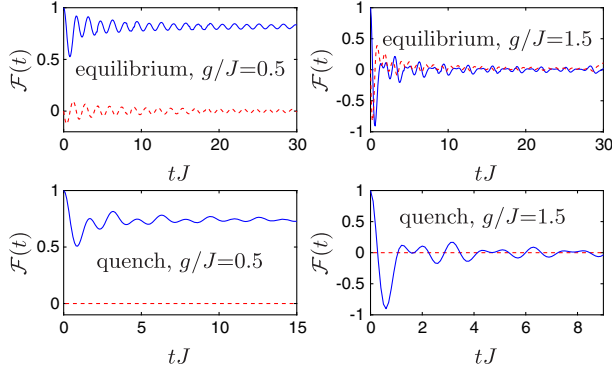 1
0.5
0
F(t)
equilibrium, g/J=0.5
0 10 20 30
tJ
1
0.5
0
-0.5
-1
F(t)
equilibrium, g/J=1.5
0 10 20 30
tJ
1
0.5
0
F(t)
quench, g/J=0.5
0 5 10 15
tJ
1
0.5
0
-0.5
-1
F(t)
quench, g/J=1.5
0 2 4 6 8
tJ